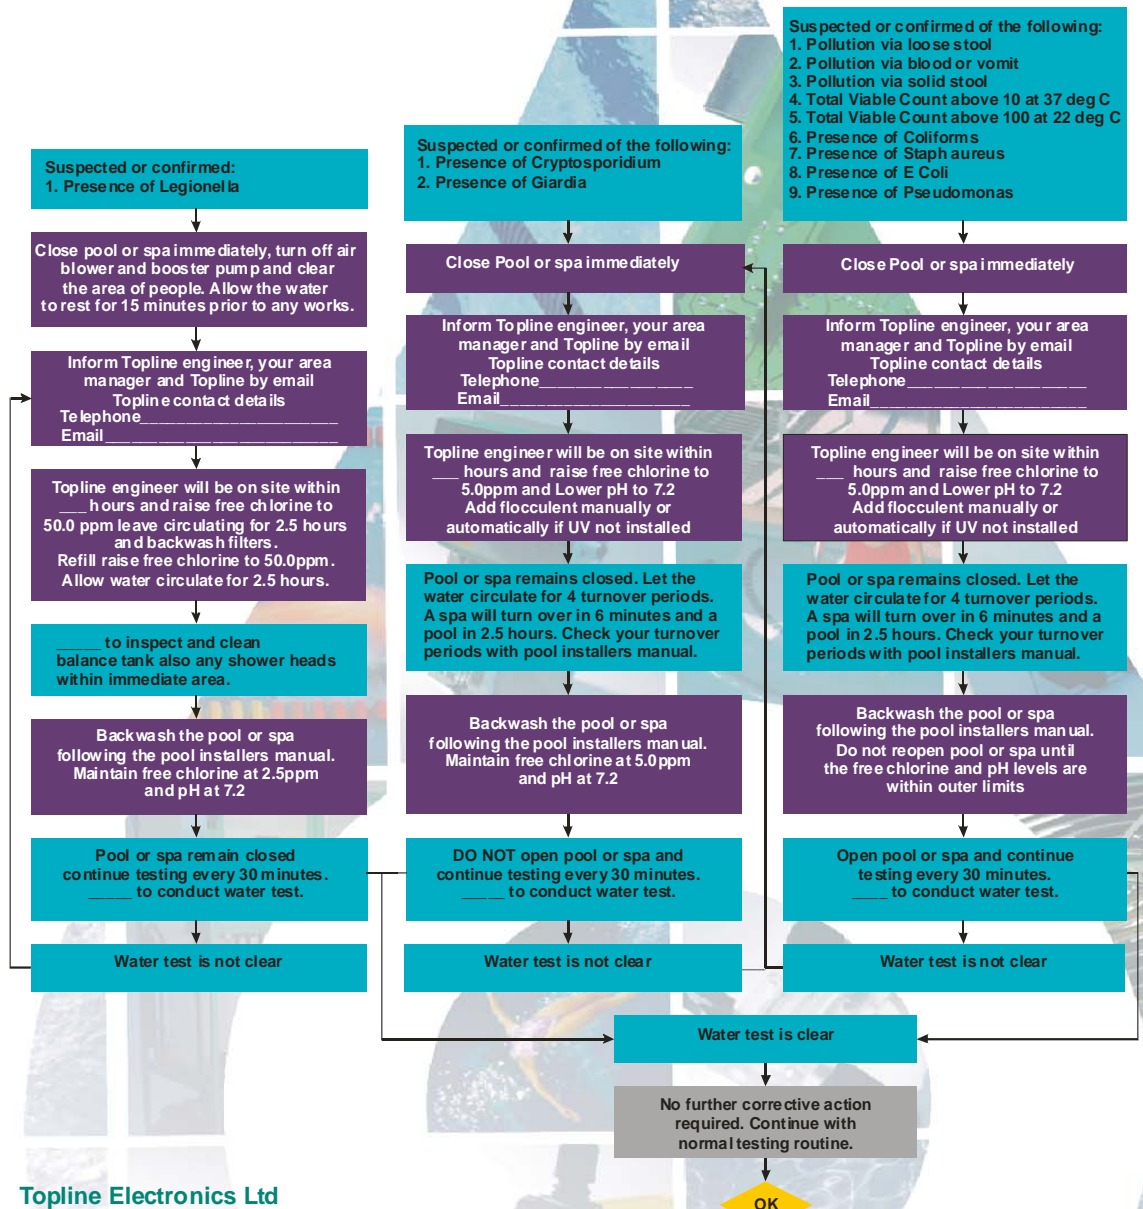 Suspected or confirmed:
1. Presence of Legionella
Close pool or spa immediately, turn off air
blower and booster pump and clear
the area of people. Allow the water
to rest for 15 minutes prior to any works.
Inform Topline engineer, your area
manager and Topline by email
Topline contact details
Telephone_____________________
Email_________________________
Topline engineer will be on site within
___ hours and raise free chlorine to
50.0 ppm leave circulating for 2.5 hours
and backwash filters.
Refill raise free chlorine to 50.0ppm.
Allow water circulate for 2.5 hours.
_____ to inspect and clean
balance tank also any shower heads
within immediate area.
Backwash the pool or spa
following the pool installers manual.
Maintain free chlorine at 2.5ppm
and pH at 7.2
Pool or spa remain closed
continue testing every 30 minutes.
_____ to conduct water test.
Water test is not clear
Suspected or confirmed of the following:
1. Presence of Cryptosporidium
2. Presence of Giardia
Close Pool or spa immediately
Inform Topline engineer, your area
manager and Topline by email
Topline contact details
Telephone_________________
Email_____________________
Topline engineer will be on site within
___ hours and raise free chlorine to
5.0ppm and Lower pH to 7.2
Add flocculent manually or
automatically if UV not installed
Pool or spa remains closed. Let the
water circulate for 4 turnover periods.
A spa will turn over in 6 minutes and a
pool in 2.5 hours. Check your turnover
periods with pool installers manual.
Backwash the pool or spa
following the pool installers manual.
Maintain free chlorine at 5.0ppm
and pH at 7.2
DO NOT open pool or spa and
continue testing every 30 minutes.
_____ to conduct water test.
Water test is not clear
Suspected or confirmed of the following:
1. Pollution via loose stool
2. Pollution via blood or vomit
3. Pollution via solid stool
4. Total Viable Count above 10 at 37 deg C
5. Total Viable Count above 100 at 22 deg C
6. Presence of Coliforms
7. Presence of Staph aureus
8. Presence of E Coli
9. Presence of Pseudomonas
Close Pool or spa immediately
Inform Topline engineer, your area
manager and Topline by email
Topline contact details
Telephone____________________
Email________________________
Topline engineer will be on site within
___ hours and raise free chlorine to
5.0ppm and Lower pH to 7.2
Add flocculent manually or
automatically if UV not installed
Pool or spa remains closed. Let the
water circulate for 4 turnover periods.
A spa will turn over in 6 minutes and a
pool in 2.5 hours. Check your turnover
periods with pool installers manual.
Backwash the pool or spa
following the pool installers manual.
Do not reopen pool or spa until
the free chlorine and pH levels are
within outer limits
Open pool or spa and continue
testing every 30 minutes.
____ to conduct water test.
Water test is not clear
Water test is clear
No further corrective action
required. Continue with
normal testing routine.
OK
Topline Electronics Ltd